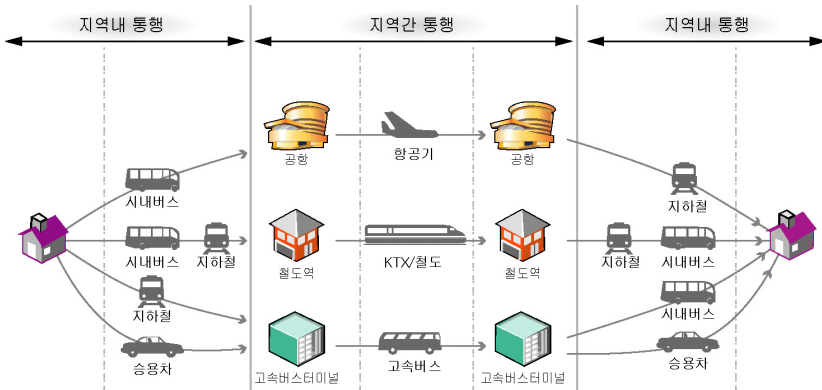 지역내 통행
지역간 통행
지역내 통행
공항
항공기
공항
시내버스
지하철
시내버스
지하철
철도역
KTX/철도
철도역
지하철
시내버스
지하철
시내버스
승용차
고속버스터미널
고속버스
고속버스터미널
승용차